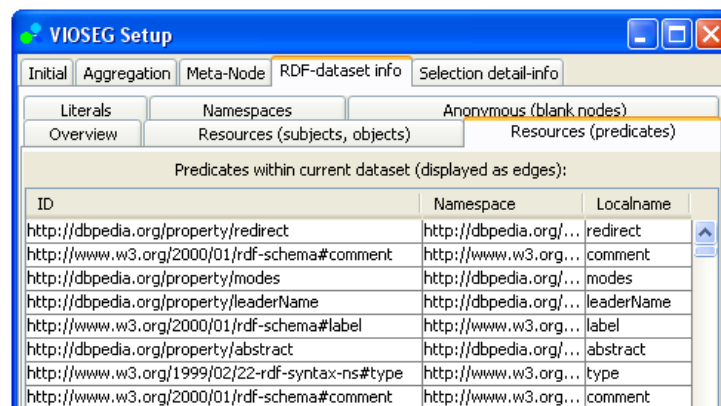 VIOSEG Setup
Initial Aggregation Meta-Node RDF-dataset info Selection detail-info
Literals Namespaces Anonymous (blank nodes)
Overview Resources (subjects, objects) Resources (predicates)
Predicates within current dataset (displayed as edges):
ID Namespace Localname
http://dbpedia.org/property/redirect http://dbpedia.org/... redirect
http://www.w3.org/2000/01/rdf-schema#comment http://www.w3.org... comment
http://dbpedia.org/property/modes http://dbpedia.org/... modes
http://dbpedia.org/property/leaderName http://dbpedia.org/... leaderName
http://www.w3.org/2000/01/rdf-schema#label http://www.w3.org... label
http://dbpedia.org/property/abstract http://dbpedia.org/... abstract
http://www.w3.org/1999/02/22-rdf-syntax-ns#type http://www.w3.org... type
http://www.w3.org/2000/01/rdf-schema#comment http://www.w3.org... comment